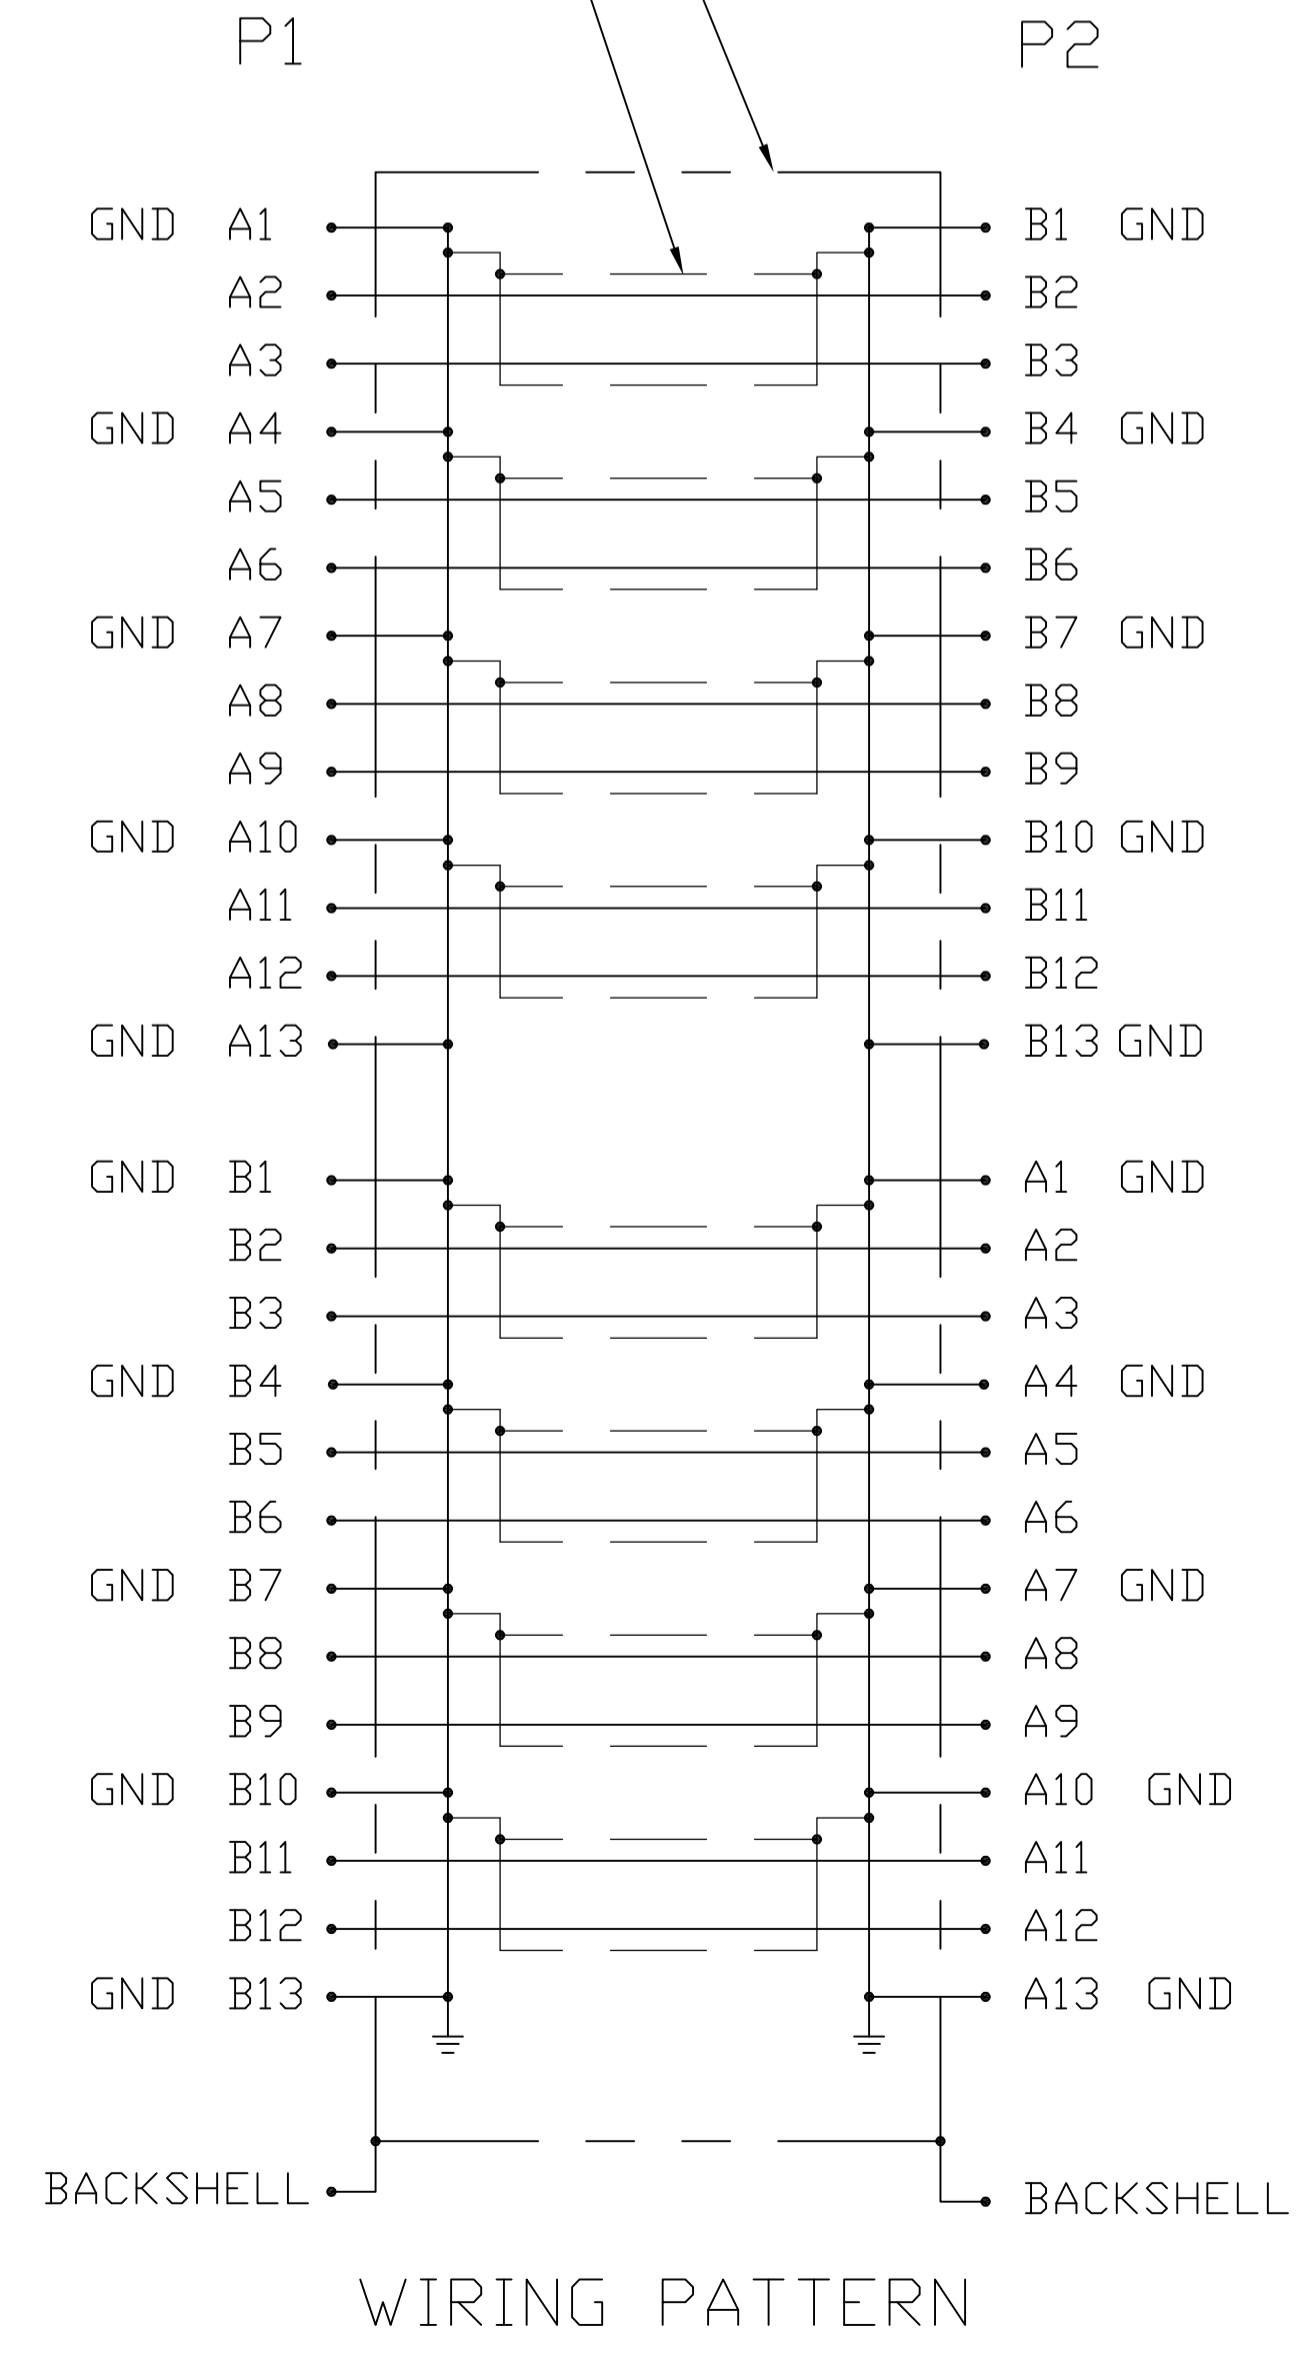 P1 P2
GND A1 B1 GND
A2 B2
A3 B3
GND A4 B4 GND
A5 B5
A6 B6
GND A7 B7 GND
A8 B8
A9 B9
GND A10 B10 GND
A11 B11
A12 B12
GND A13 B13 GND
GND B1 A1 GND
B2 A2
B3 A3
GND B4 A4 GND
B5 A5
B6 A6
GND B7 A7 GND
B8 A8
B9 A9
GND B10 A10 GND
B11 A11
B12 A12
GND B13 A13 GND
BACKSHELL BACKSHELL
WIRING PATTERN